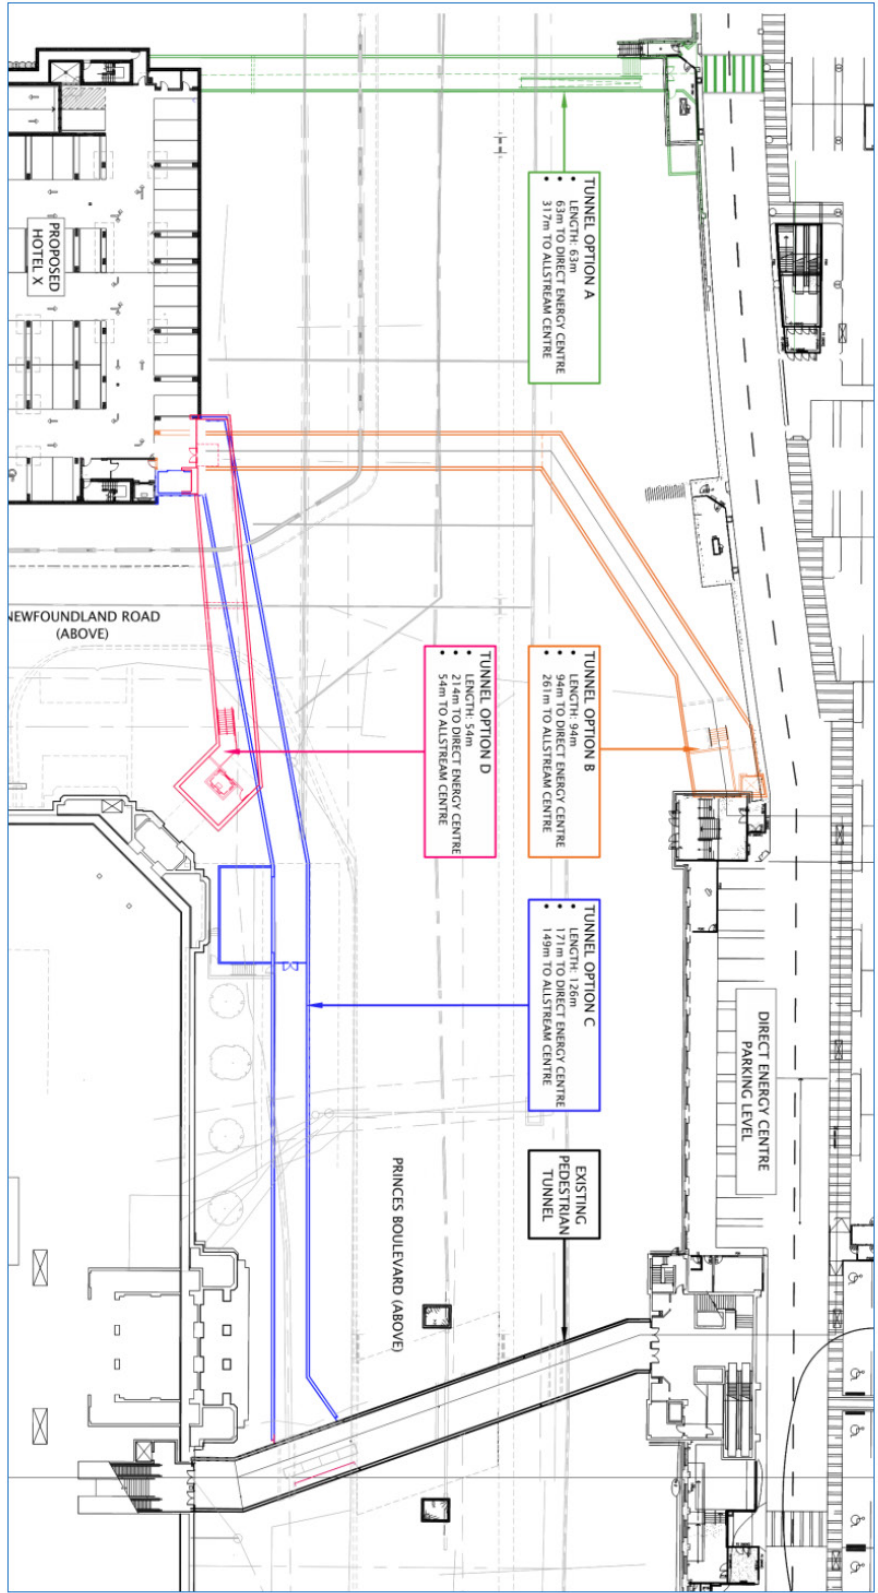 TUNNEL OPTION A
• LENGTH: 63m
• 63m TO DIRECT ENERGY CENTRE
• 317m TO ALLSTREAM CENTRE
PROPOSED
HOTEL X
NEWFOUNDLAND ROAD
(ABOVE)
TUNNEL OPTION B
• LENGTH: 94m
• 94m TO DIRECT ENERGY CENTRE
• 261m TO ALLSTREAM CENTRE
TUNNEL OPTION D
• LENGTH: 54m
• 214m TO DIRECT ENERGY CENTRE
• 54m TO ALLSTREAM CENTRE
TUNNEL OPTION C
• LENGTH: 126m
• 171m TO DIRECT ENERGY CENTRE
• 149m TO ALLSTREAM CENTRE
DIRECT ENERGY CENTRE
PARKING LEVEL
EXISTING
PEDESTRIAN
TUNNEL
PRINCES BOULEVARD (ABOVE)